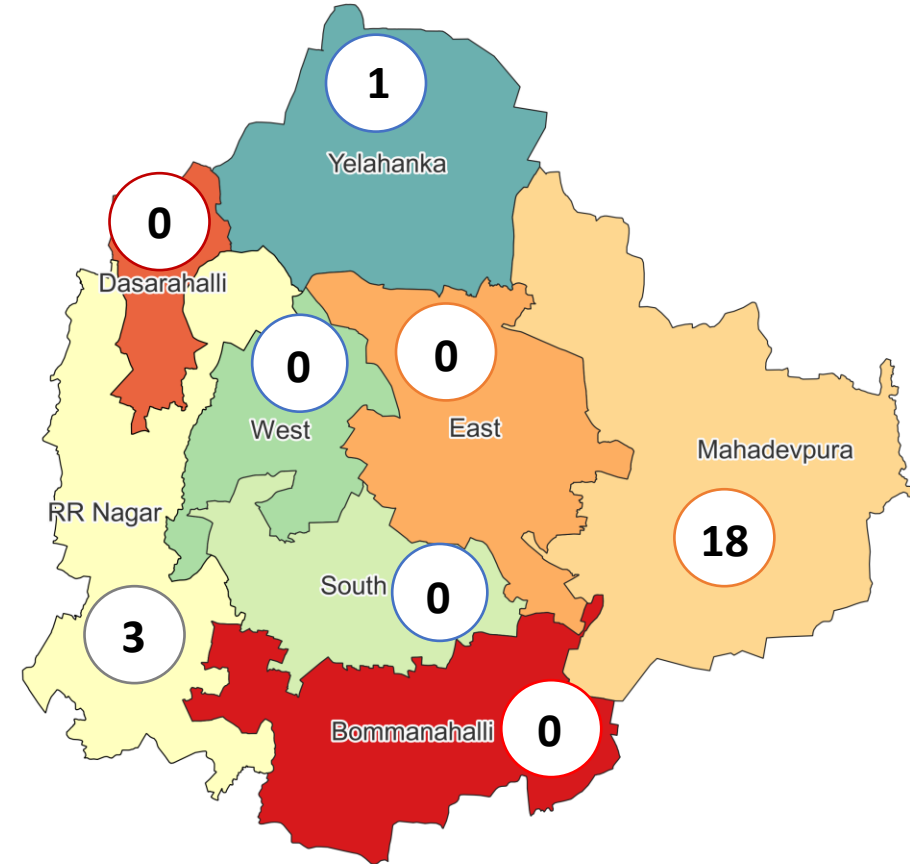 1
Yelahanka
0
Dasarahalli
0
West
0
East
Mahadevpura
18
RR Nagar
3
South
0
Bommanahalli
0